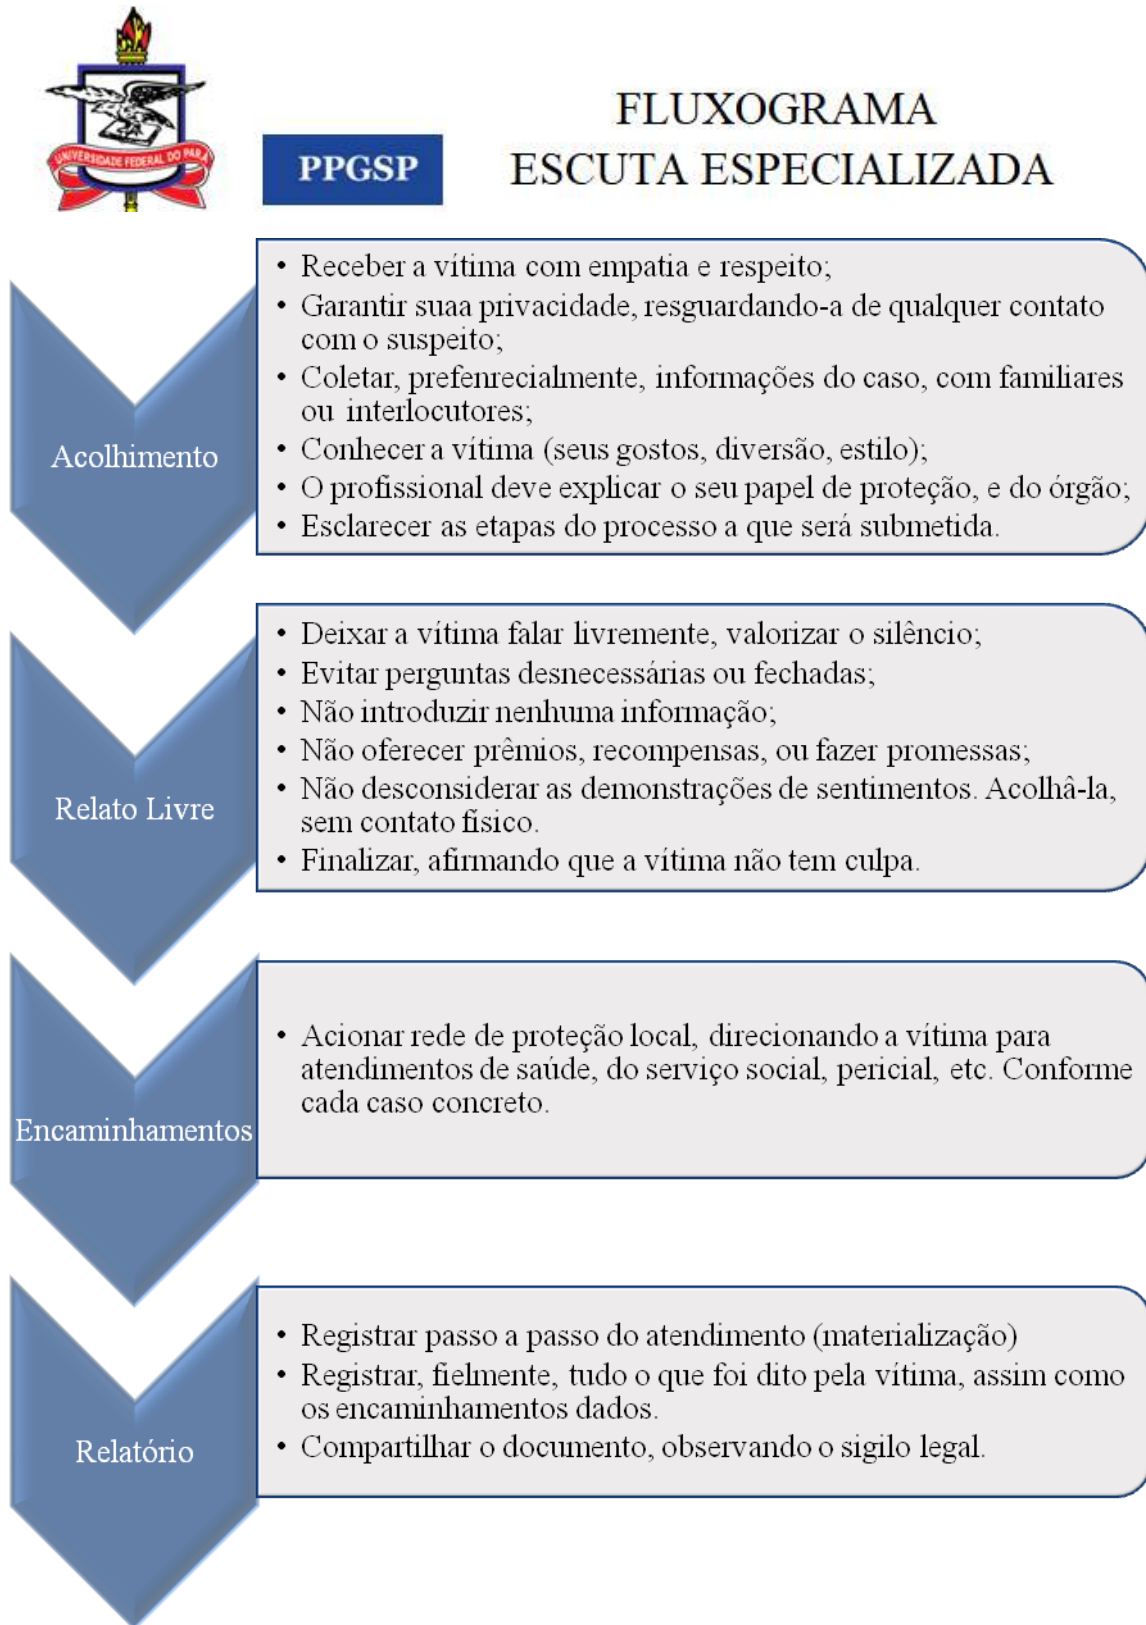 UNIVERSIDADE FEDERAL DO PARÁ
PPGSP
FLUXOGRAMA
ESCUTA ESPECIALIZADA
Acolhimento
• Receber a vítima com empatia e respeito;
• Garantir suaa privacidade, resguardando-a de qualquer contato
com o suspeito;
• Coletar, prefenrecialmente, informações do caso, com familiares
ou interlocutores;
• Conhecer a vítima (seus gostos, diversão, estilo);
• O profissional deve explicar o seu papel de proteção, e do órgão;
• Esclarecer as etapas do processo a que será submetida.
Relato Livre
• Deixar a vítima falar livremente, valorizar o silêncio;
• Evitar perguntas desnecessárias ou fechadas;
• Não introduzir nenhuma informação;
• Não oferecer prêmios, recompensas, ou fazer promessas;
• Não desconsiderar as demonstrações de sentimentos. Acolhâ-la,
sem contato físico.
• Finalizar, afirmando que a vítima não tem culpa.
Encaminhamentos
• Acionar rede de proteção local, direcionando a vítima para
atendimentos de saúde, do serviço social, pericial, etc. Conforme
cada caso concreto.
Relatório
• Registrar passo a passo do atendimento (materialização)
• Registrar, fielmente, tudo o que foi dito pela vítima, assim como
os encaminhamentos dados.
• Compartilhar o documento, observando o sigilo legal.